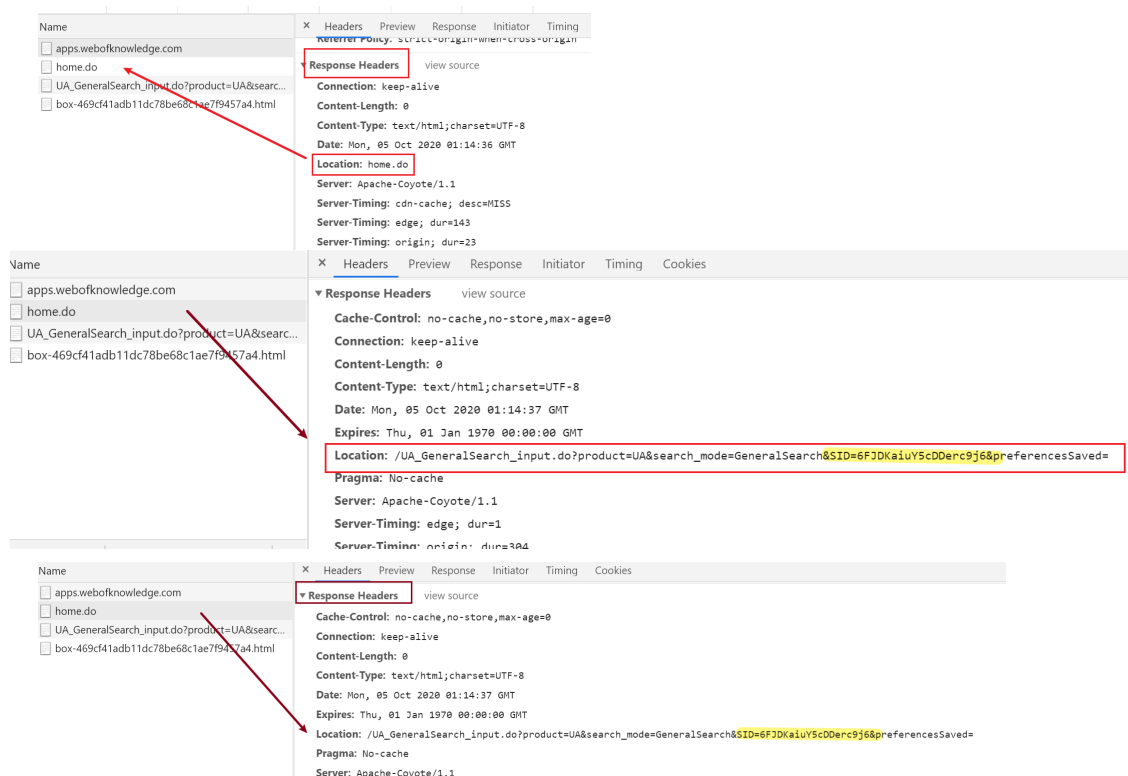 Name
× Headers Preview Response Initiator Timing
Referrer Policy: strict-origin-when-cross-origin
apps.webofknowledge.com
home.do
▼ Response Headers view source
UA_GeneralSearch_input.do?product=UA&searc...
Connection: keep-alive
box-469cf41adb11dc78be68c1ae7f9457a4.html
Content-Length: 0
Content-Type: text/html;charset=UTF-8
Date: Mon, 05 Oct 2020 01:14:36 GMT
Location: home.do
Server: Apache-Coyote/1.1
Server-Timing: cdn-cache; desc=MISS
Server-Timing: edge; dur=143
Server-Timing: origin; dur=23
Name
× Headers Preview Response Initiator Timing Cookies
apps.webofknowledge.com
home.do
UA_GeneralSearch_input.do?product=UA&searc...
box-469cf41adb11dc78be68c1ae7f9457a4.html
▼ Response Headers view source
Cache-Control: no-cache,no-store,max-age=0
Connection: keep-alive
Content-Length: 0
Content-Type: text/html;charset=UTF-8
Date: Mon, 05 Oct 2020 01:14:37 GMT
Expires: Thu, 01 Jan 1970 00:00:00 GMT
Location: /UA_GeneralSearch_input.do?product=UA&search_mode=GeneralSearch&SID=6FJDKaiuY5cDDerc9j6&preferencesSaved=
Pragma: No-cache
Server: Apache-Coyote/1.1
Server-Timing: edge; dur=1
Server-Timing: origin; dur=304
Name
× Headers Preview Response Initiator Timing Cookies
apps.webofknowledge.com
home.do
UA_GeneralSearch_input.do?product=UA&searc...
box-469cf41adb11dc78be68c1ae7f9457a4.html
▼ Response Headers view source
Cache-Control: no-cache,no-store,max-age=0
Connection: keep-alive
Content-Length: 0
Content-Type: text/html;charset=UTF-8
Date: Mon, 05 Oct 2020 01:14:37 GMT
Expires: Thu, 01 Jan 1970 00:00:00 GMT
Location: /UA_GeneralSearch_input.do?product=UA&search_mode=GeneralSearch&SID=6FJDKaiuY5cDDerc9j6&preferencesSaved=
Pragma: No-cache
Server: Apache-Coyote/1.1